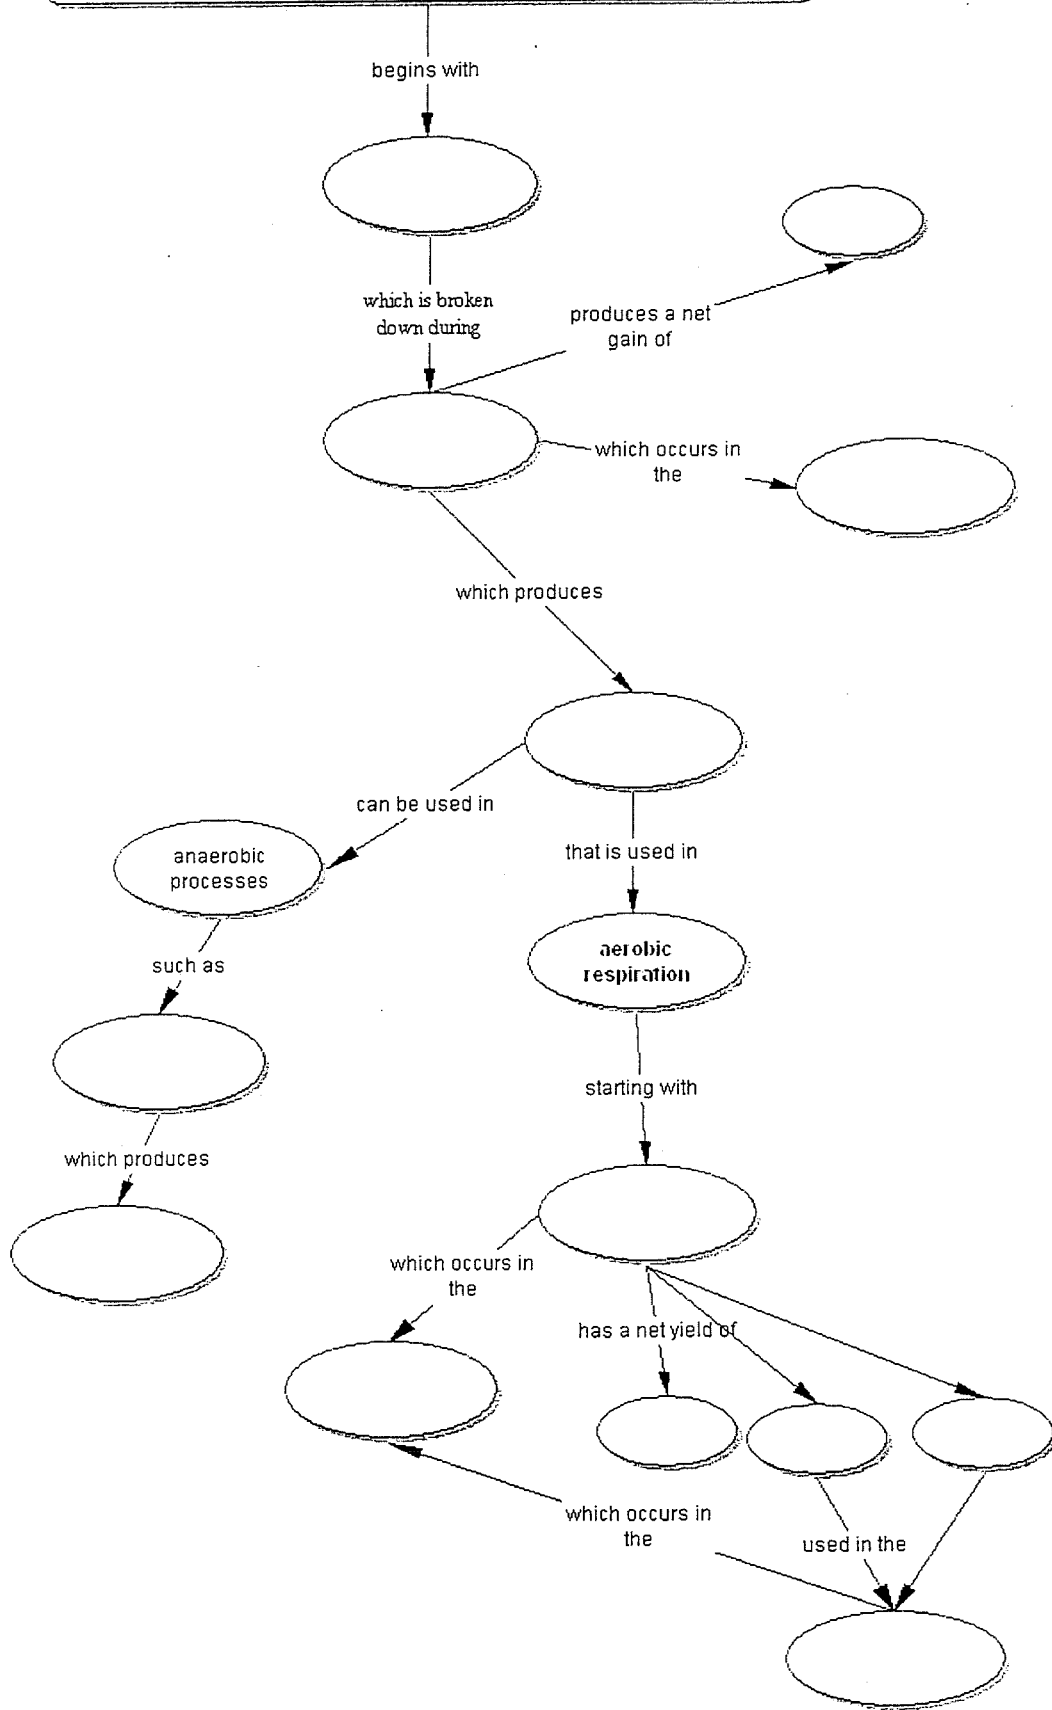 begins with
which is broken
down during
produces a net
gain of
which occurs in
the
which produces
can be used in
that is used in
anaerobic
processes
aerobic
respiration
such as
starting with
which produces
which occurs in
the
has a net yield of
which occurs in
the
used in the